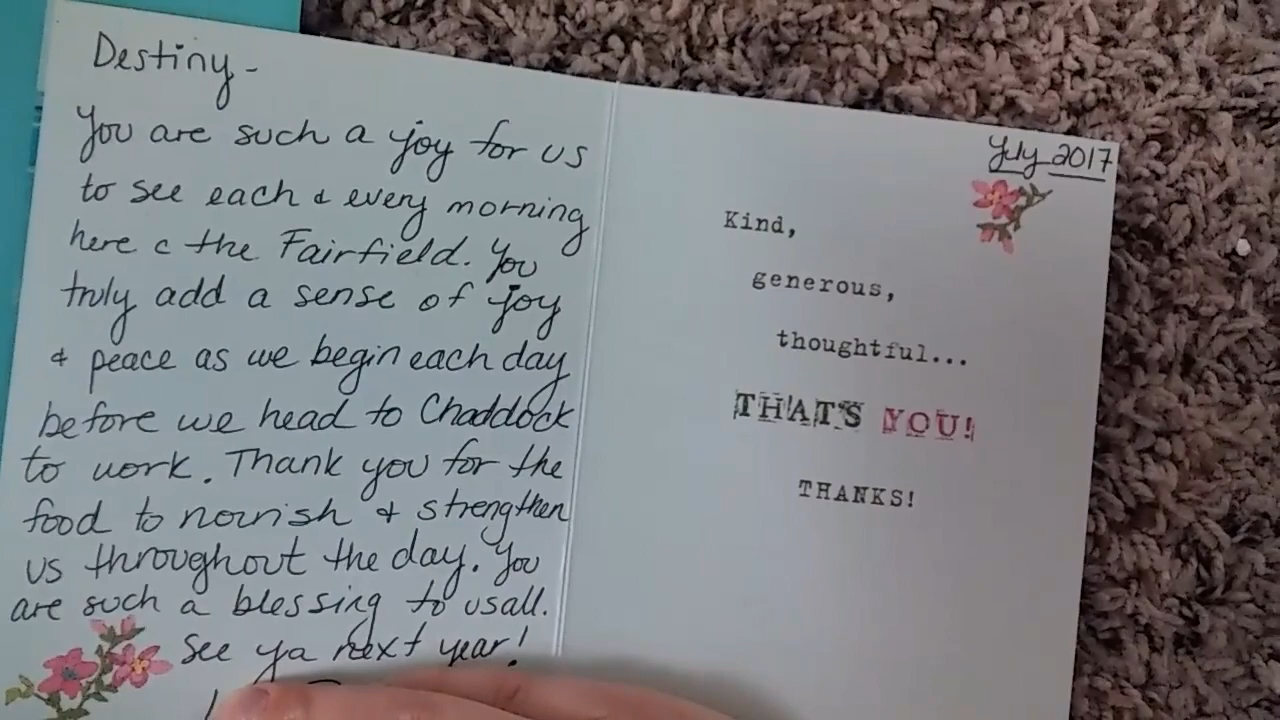 Destiny -
You are such a joy for us
to see each & every morning
here c the Fairfield. You
truly add a sense of joy
& peace as we begin each day
before we head to Chaddock
to work. Thank you for the
food to nourish & strengthen
us throughout the day. You
are such a blessing to us all.
See ya next year!
July 2017
Kind,
generous,
thoughtful...
THAT'S YOU!
THANKS!